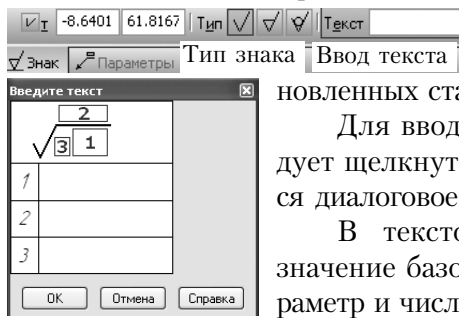 т -8.6401 61.8167 Тип Текст
Знак Параметры Тип знака Ввод текста
Введите текст
2
3 1
1
2
3
ОК Отмена Справка
новленных ста
Для ввод
дует щелкнут
ся диалоговое
В тексто
значение базо
раметр и числ